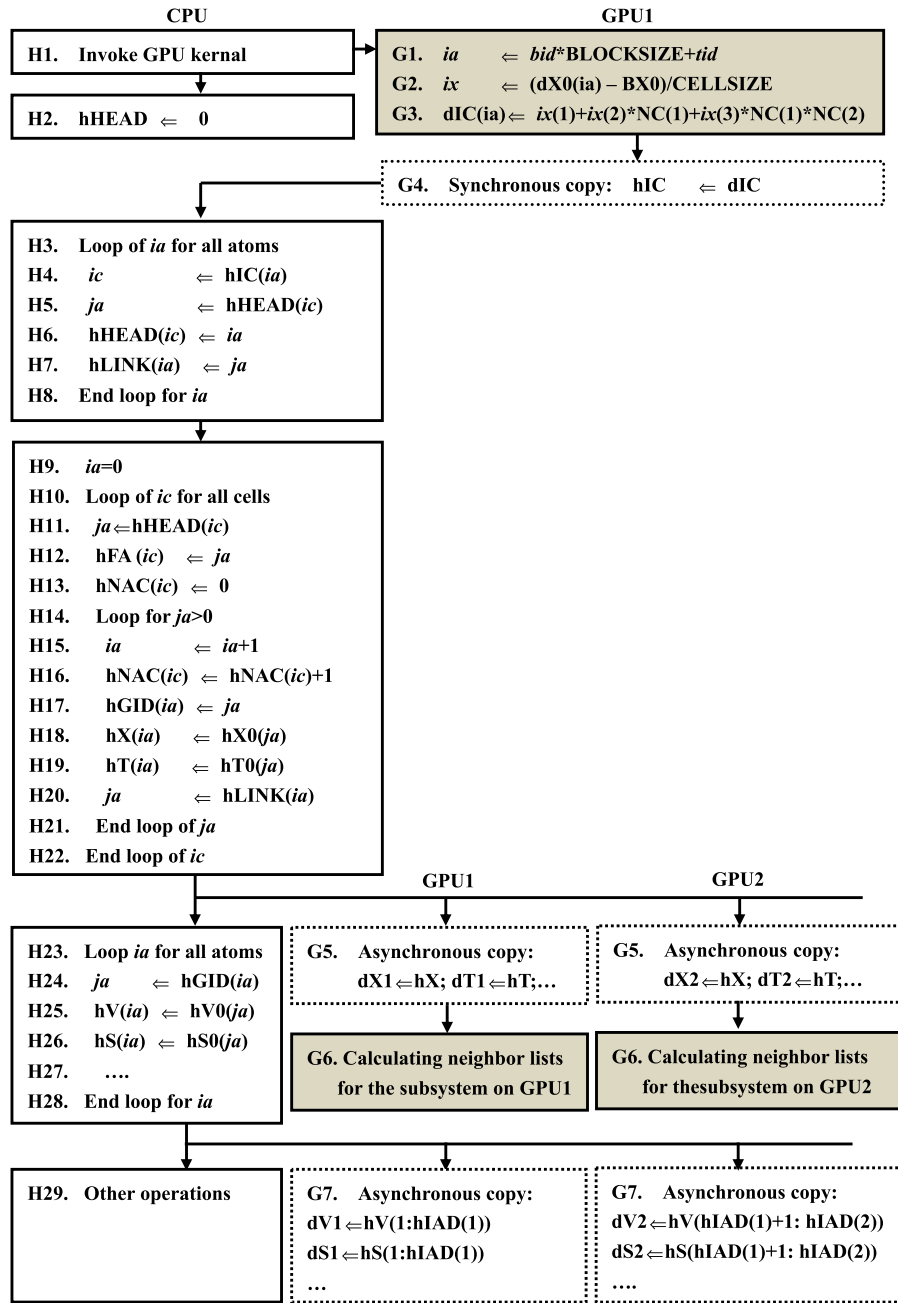 CPU
GPU1
H1. Invoke GPU kernal
H2. hHEAD ⇐ 0
G1. ia ⇐ bid*BLOCKSIZE+tid
G2. ix ⇐ (dX0(ia) – BX0)/CELLSIZE
G3. dIC(ia) ⇐ ix(1)+ix(2)*NC(1)+ix(3)*NC(1)*NC(2)
G4. Synchronous copy: hIC ⇐ dIC
H3. Loop of ia for all atoms
H4. ic ⇐ hIC(ia)
H5. ja ⇐ hHEAD(ic)
H6. hHEAD(ic) ⇐ ia
H7. hLINK(ia) ⇐ ja
H8. End loop for ia
H9. ia=0
H10. Loop of ic for all cells
H11. ja⇐hHEAD(ic)
H12. hFA (ic) ⇐ ja
H13. hNAC(ic) ⇐ 0
H14. Loop for ja>0
H15. ia ⇐ ia+1
H16. hNAC(ic) ⇐ hNAC(ic)+1
H17. hGID(ia) ⇐ ja
H18. hX(ia) ⇐ hX0(ja)
H19. hT(ia) ⇐ hT0(ja)
H20. ja ⇐ hLINK(ia)
H21. End loop of ja
H22. End loop of ic
GPU1
GPU2
H23. Loop ia for all atoms
H24. ja ⇐ hGID(ia)
H25. hV(ia) ⇐ hV0(ja)
H26. hS(ia) ⇐ hS0(ja)
H27. ….
H28. End loop for ia
G5. Asynchronous copy:
dX1⇐hX; dT1⇐hT;…
G5. Asynchronous copy:
dX2⇐hX; dT2⇐hT;…
G6. Calculating neighbor lists
for the subsystem on GPU1
G6. Calculating neighbor lists
for thesubsystem on GPU2
H29. Other operations
G7. Asynchronous copy:
dV1⇐hV(1:hIAD(1))
dS1⇐hS(1:hIAD(1))
…
G7. Asynchronous copy:
dV2⇐hV(hIAD(1)+1: hIAD(2))
dS2⇐hS(hIAD(1)+1: hIAD(2))
….